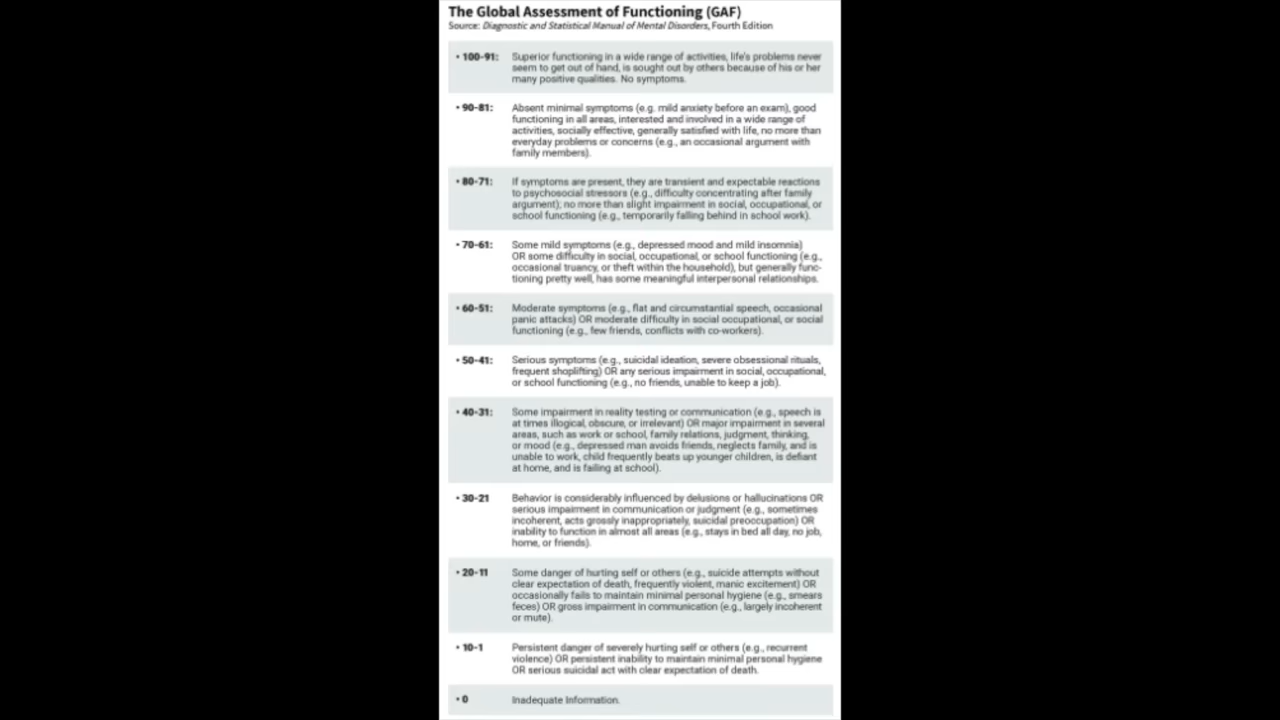 The Global Assessment of Functioning (GAF)
Source: Diagnostic and Statistical Manual of Mental Disorders, Fourth Edition
• 100-91: Superior functioning in a wide range of activities, life's problems never
seem to get out of hand, is sought out by others because of his or her
many positive qualities. No symptoms.
• 90-81: Absent minimal symptoms (e.g. mild anxiety before an exam), good
functioning in all areas, interested and involved in a wide range of
activities, socially effective, generally satisfied with life, no more than
everyday problems or concerns (e.g., an occasional argument with
family members).
• 80-71: If symptoms are present, they are transient and expectable reactions
to psychosocial stressors (e.g., difficulty concentrating after family
argument); no more than slight impairment in social, occupational, or
school functioning (e.g., temporarily falling behind in school work).
• 70-61: Some mild symptoms (e.g., depressed mood and mild insomnia)
OR some difficulty in social, occupational, or school functioning (e.g.,
occasional truancy, or theft within the household), but generally func-
tioning pretty well, has some meaningful interpersonal relationships.
• 60-51: Moderate symptoms (e.g., flat and circumstantial speech, occasional
panic attacks) OR moderate difficulty in social occupational, or social
functioning (e.g., few friends, conflicts with co-workers).
• 50-41: Serious symptoms (e.g., suicidal ideation, severe obsessional rituals,
frequent shoplifting) OR any serious impairment in social, occupational,
or school functioning (e.g., no friends, unable to keep a job).
• 40-31: Some impairment in reality testing or communication (e.g., speech is
at times illogical, obscure, or irrelevant) OR major impairment in several
areas, such as work or school, family relations, judgment, thinking,
or mood (e.g., depressed man avoids friends, neglects family, and is
unable to work, child frequently beats up younger children, is defiant
at home, and is failing at school).
• 30-21 Behavior is considerably influenced by delusions or hallucinations OR
serious impairment in communication or judgment (e.g., sometimes
incoherent, acts grossly inappropriately, suicidal preoccupation) OR
inability to function in almost all areas (e.g., stays in bed all day, no job,
home, or friends).
• 20-11 Some danger of hurting self or others (e.g., suicide attempts without
clear expectation of death, frequently violent, manic excitement) OR
occasionally fails to maintain minimal personal hygiene (e.g., smears
feces) OR gross impairment in communication (e.g., largely incoherent
or mute).
• 10-1 Persistent danger of severely hurting self or others (e.g., recurrent
violence) OR persistent inability to maintain minimal personal hygiene
OR serious suicidal act with clear expectation of death.
• 0 Inadequate Information.